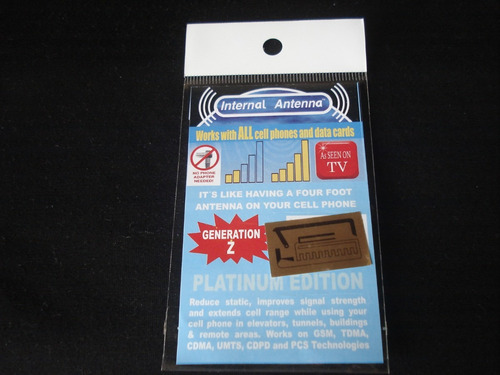 Internal Antenna
Works with ALL cell phones and data cards
NO PHONE
ADAPTER
NEEDED!
AS SEEN ON
TV
IT'S LIKE HAVING A FOUR FOOT
ANTENNA ON YOUR CELL PHONE
GENERATION
Z
PLATINUM EDITION
Reduce static, improves signal strength
and extends cell range while using your
cell phone in elevators, tunnels, buildings
& remote areas. Works on GSM, TDMA,
CDMA, UMTS, CDPD and PCS Technologies